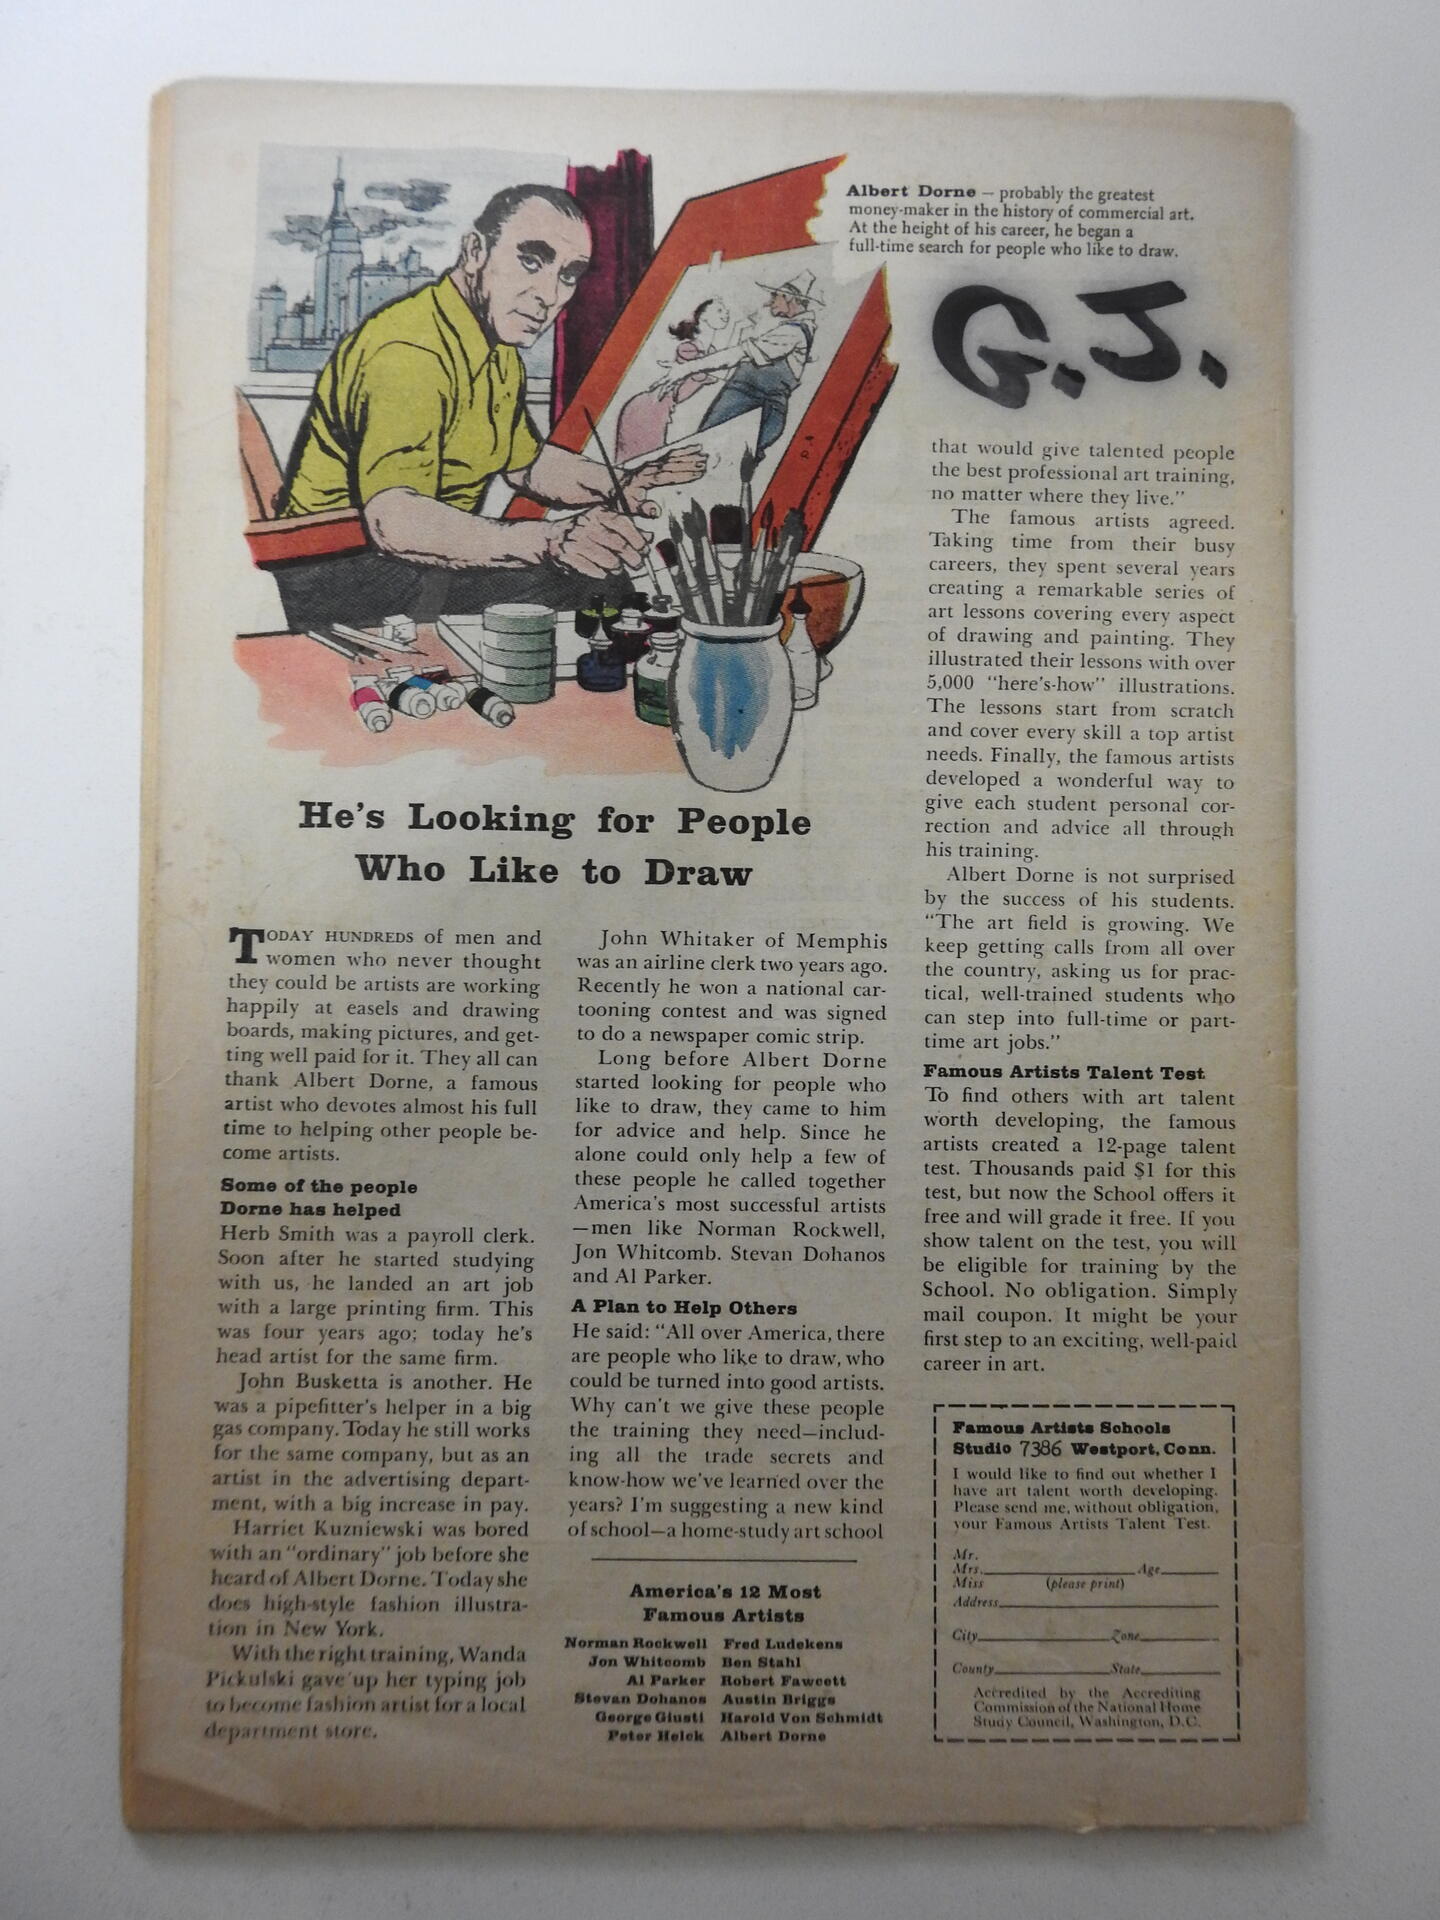 Albert Dorne — probably the greatest
money-maker in the history of commercial art.
At the height of his career, he began a
full-time search for people who like to draw.
G.J.
He's Looking for People
Who Like to Draw
TODAY HUNDREDS of men and
women who never thought
they could be artists are working
happily at easels and drawing
boards, making pictures, and get-
ting well paid for it. They all can
thank Albert Dorne, a famous
artist who devotes almost his full
time to helping other people be-
come artists.
Some of the people
Dorne has helped
Herb Smith was a payroll clerk.
Soon after he started studying
with us, he landed an art job
with a large printing firm. This
was four years ago; today he's
head artist for the same firm.
John Busketta is another. He
was a pipefitter's helper in a big
gas company. Today he still works
for the same company, but as an
artist in the advertising depart-
ment, with a big increase in pay.
Harriet Kuzniewski was bored
with an "ordinary" job before she
heard of Albert Dorne. Today she
does high-style fashion illustra-
tion in New York.
With the right training, Wanda
Pickulski gave up her typing job
to become fashion artist for a local
department store.
John Whitaker of Memphis
was an airline clerk two years ago.
Recently he won a national car-
tooning contest and was signed
to do a newspaper comic strip.
Long before Albert Dorne
started looking for people who
like to draw, they came to him
for advice and help. Since he
alone could only help a few of
these people he called together
America's most successful artists
—men like Norman Rockwell,
Jon Whitcomb. Stevan Dohanos
and Al Parker.
A Plan to Help Others
He said: "All over America, there
are people who like to draw, who
could be turned into good artists.
Why can't we give these people
the training they need—includ-
ing all the trade secrets and
know-how we've learned over the
years? I'm suggesting a new kind
of school—a home-study art school
America's 12 Most
Famous Artists
Norman Rockwell Fred Ludekens
Jon Whitcomb Ben Stahl
Al Parker Robert Fawcett
Stevan Dohanos Austin Briggs
George Giusti Harold Von Schmidt
Peter Helck Albert Dorne
that would give talented people
the best professional art training,
no matter where they live."
The famous artists agreed.
Taking time from their busy
careers, they spent several years
creating a remarkable series of
art lessons covering every aspect
of drawing and painting. They
illustrated their lessons with over
5,000 "here's-how" illustrations.
The lessons start from scratch
and cover every skill a top artist
needs. Finally, the famous artists
developed a wonderful way to
give each student personal cor-
rection and advice all through
his training.
Albert Dorne is not surprised
by the success of his students.
"The art field is growing. We
keep getting calls from all over
the country, asking us for prac-
tical, well-trained students who
can step into full-time or part-
time art jobs."
Famous Artists Talent Test
To find others with art talent
worth developing, the famous
artists created a 12-page talent
test. Thousands paid $1 for this
test, but now the School offers it
free and will grade it free. If you
show talent on the test, you will
be eligible for training by the
School. No obligation. Simply
mail coupon. It might be your
first step to an exciting, well-paid
career in art.
Famous Artists Schools
Studio 7386 Westport, Conn.
I would like to find out whether I
have art talent worth developing.
Please send me, without obligation,
your Famous Artists Talent Test.
Mr.
Mrs. Age
Miss (please print)
Address
City Zone
County State
Accredited by the Accrediting
Commission of the National Home
Study Council, Washington, D.C.